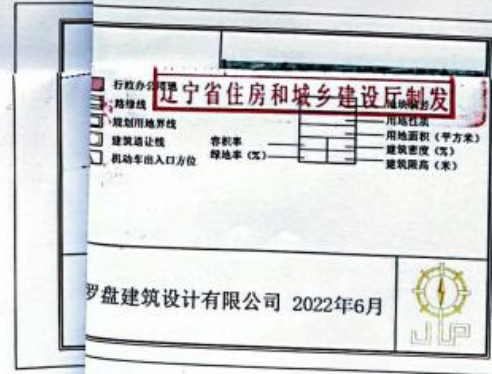 行政办公用地
辽宁省住房和城乡建设厅制发
路缘线
用地性质
规划用地界线
用地面积（平方米）
建筑退让线
容积率
建筑密度（%）
机动车出入口方位
绿地率（%）
建筑限高（米）
罗盘建筑设计有限公司 2022年6月